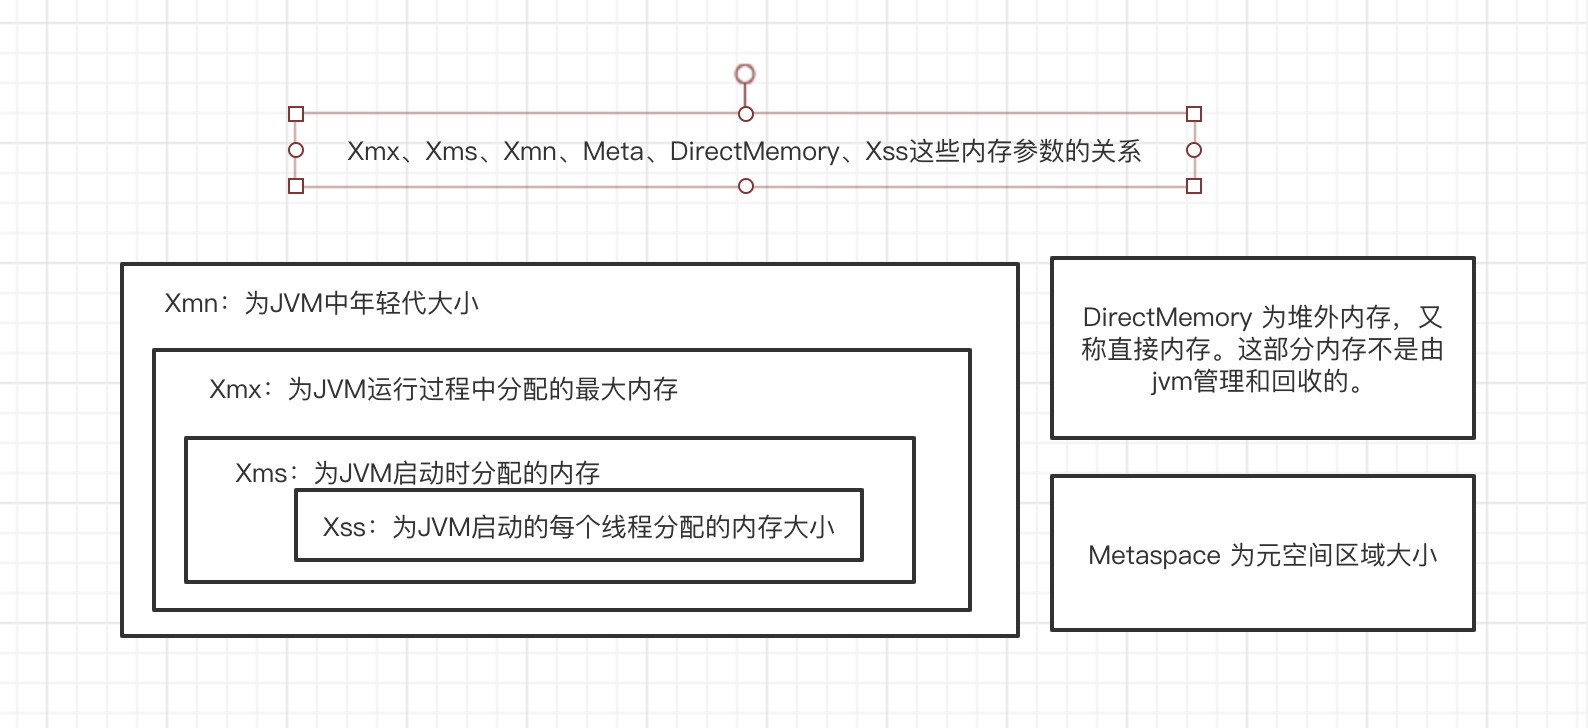 Xmx、Xms、Xmn、Meta、DirectMemory、Xss这些内存参数的关系
Xmn：为JVM中年轻代大小
Xmx：为JVM运行过程中分配的最大内存
Xms：为JVM启动时分配的内存
Xss：为JVM启动的每个线程分配的内存大小
DirectMemory 为堆外内存，又
称直接内存。这部分内存不是由
jvm管理和回收的。
Metaspace 为元空间区域大小